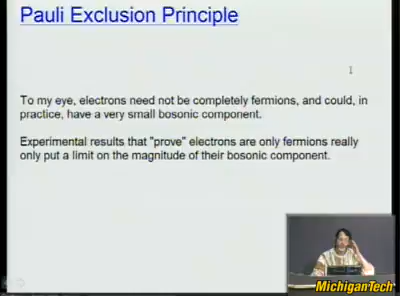 Pauli Exclusion Principle
To my eye, electrons need not be completely fermions, and could, in
practice, have a very small bosonic component.
Experimental results that "prove" electrons are only fermions really
only put a limit on the magnitude of their bosonic component.
MichiganTech